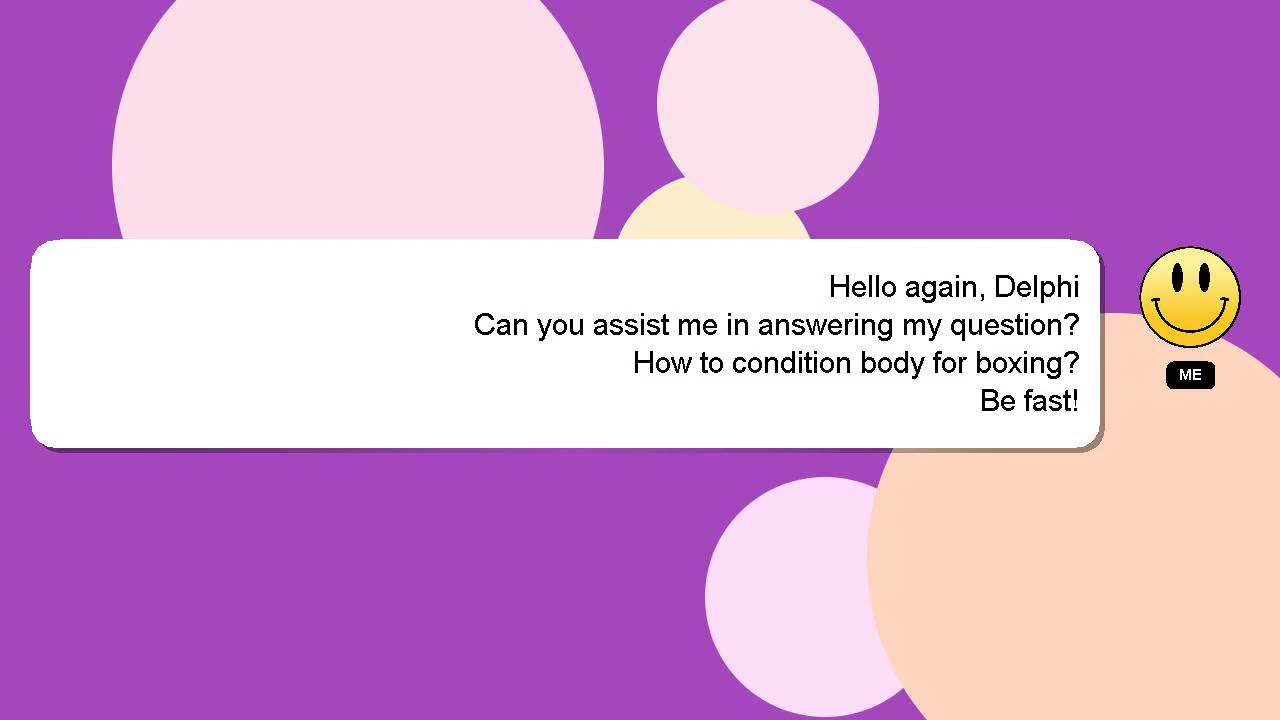 Hello again, Delphi
Can you assist me in answering my question?
How to condition body for boxing?
Be fast!
ME